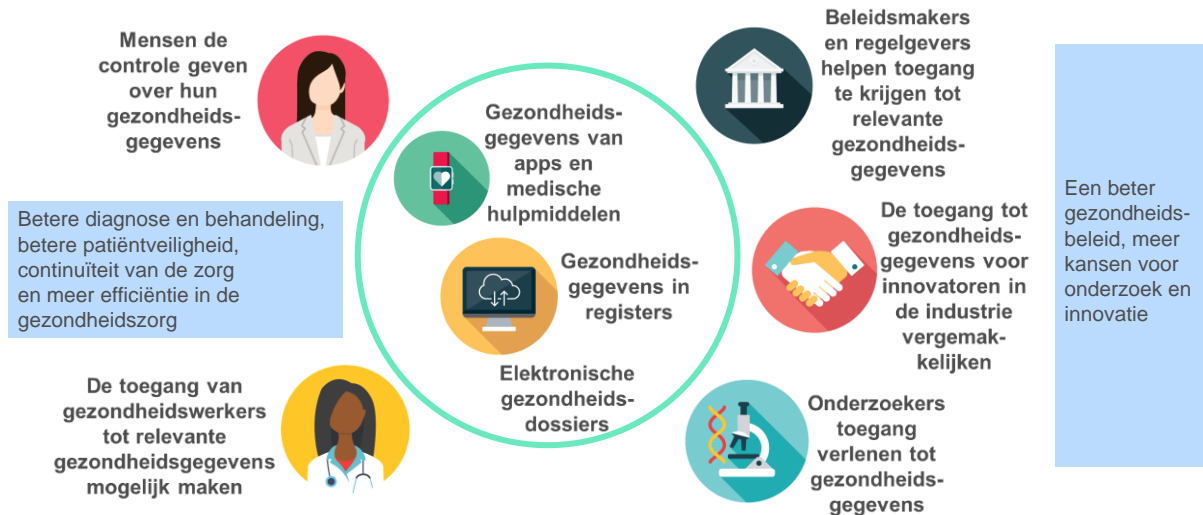 Mensen de
controle geven
over hun
gezondheids-
gegevens
Betere diagnose en behandeling,
betere patiëntveiligheid,
continuïteit van de zorg
en meer efficiëntie in de
gezondheidszorg
De toegang van
gezondheidswerkers
tot relevante
gezondheidsgegevens
mogelijk maken
Gezondheids-
gegevens van
apps en
medische
hulpmiddelen
Gezondheids-
gegevens in
registers
Elektronische
gezondheids-
dossiers
Beleidsmakers
en regelgevers
helpen toegang
te krijgen tot
relevante
gezondheids-
gegevens
De toegang tot
gezondheids-
gegevens voor
innovatoren in
de industrie
vergemak-
kelijken
Onderzoekers
toegang
verlenen tot
gezondheids-
gegevens
Een beter
gezondheids-
beleid, meer
kansen voor
onderzoek en
innovatie